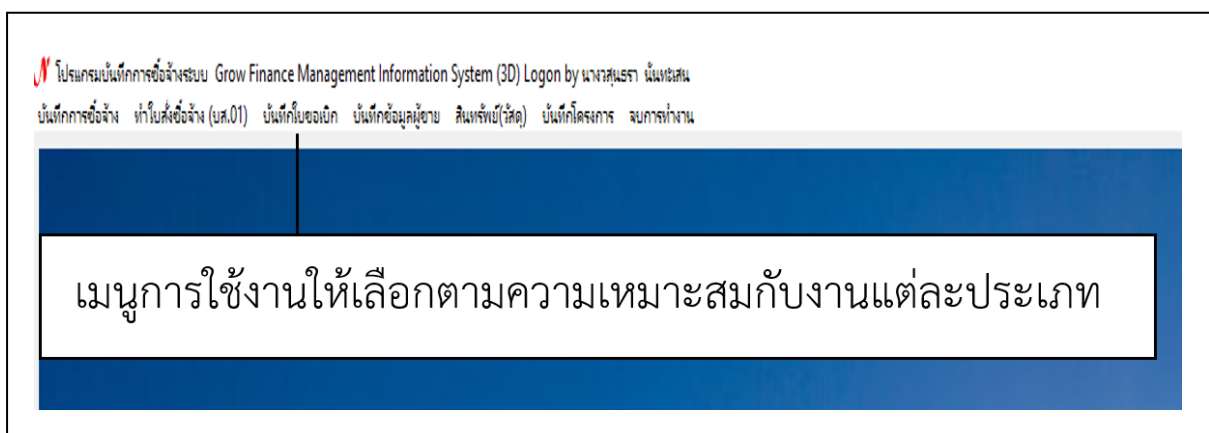 โปรแกรมบันทึกการซื้อจ้างระบบ Grow Finance Management Information System (3D) Logon by นางวสุนธรา นันทะเสน
บันทึกการซื้อจ้าง ทำใบสั่งซื้อจ้าง (บส.01) บันทึกใบขอเบิก บันทึกข้อมูลผู้ขาย สินทรัพย์(วัสดุ) บันทึกโครงการ จบการทำงาน
เมนูการใช้งานให้เลือกตามความเหมาะสมกับงานแต่ละประเภท